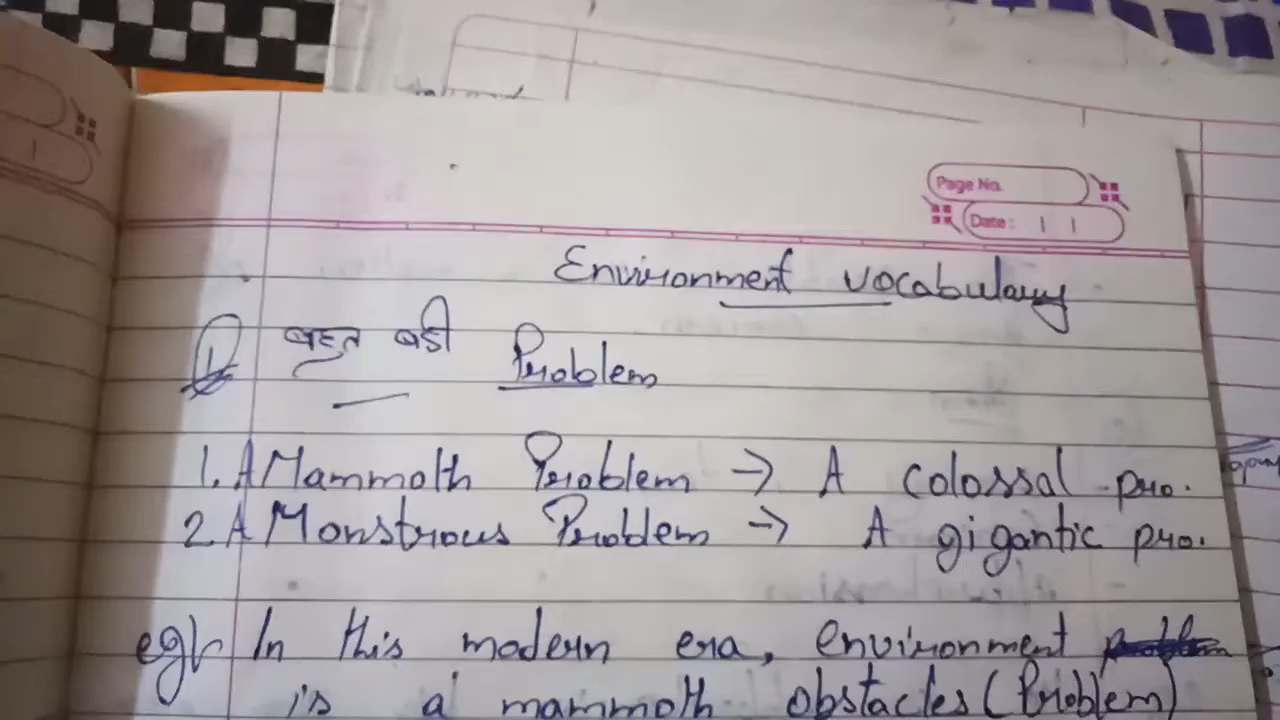 Page No.
Date:
Environment vocabulary
1) बहुत बडी Problem
1. A Mammoth Problem → A colossal pro.
2 A Monstrous Problem → A gigantic pro.
eg:- In this modern era, environment
is a mammoth obstacles (Problem)